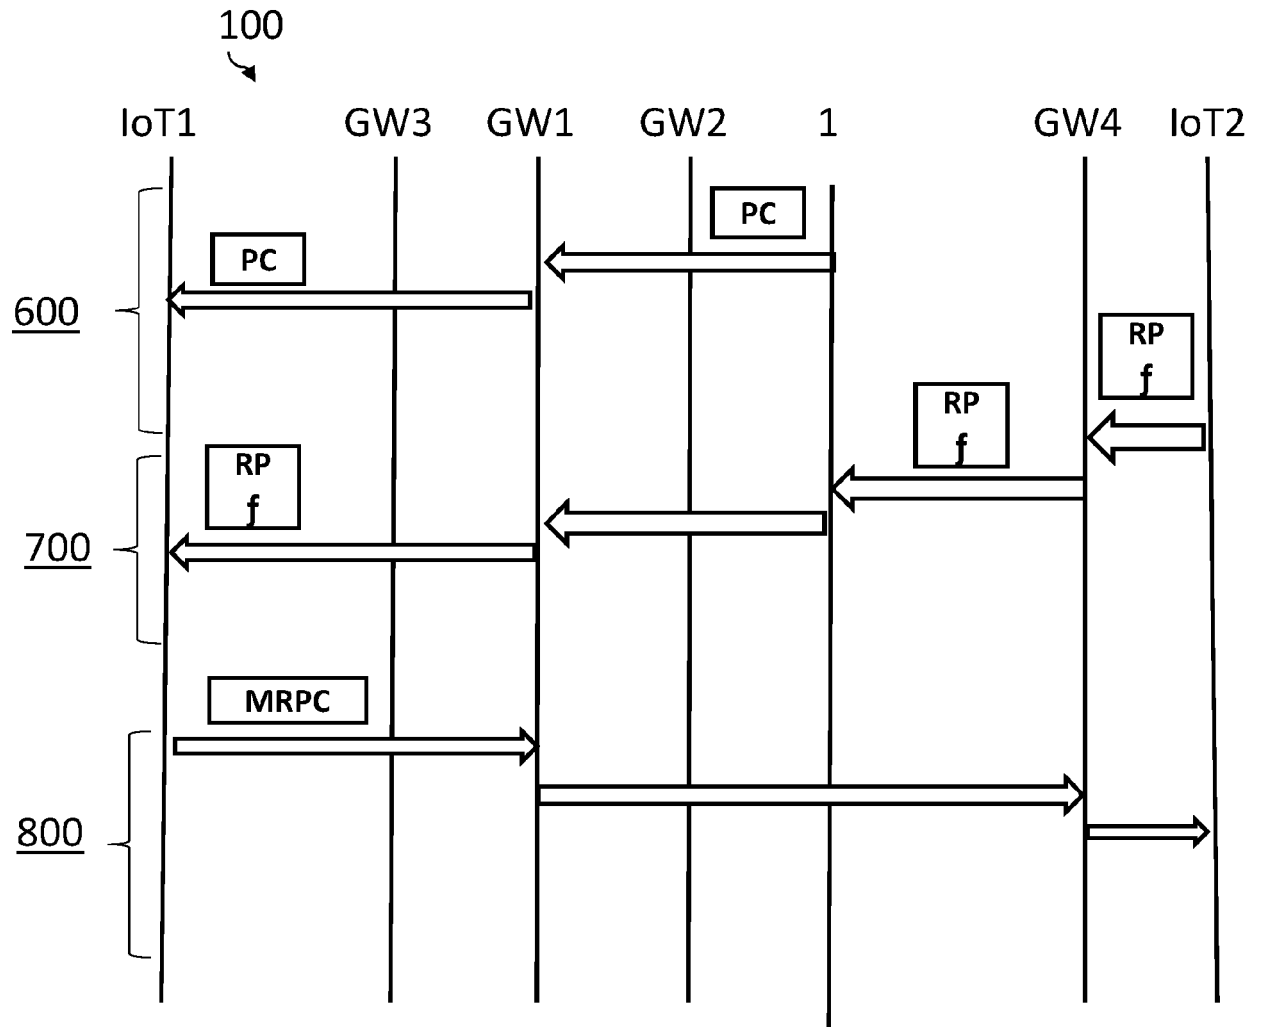 100
IoT1 GW3 GW1 GW2 1 GW4 IoT2
PC
PC
600
RP
ƒ
RP
ƒ
RP
ƒ
700
MRPC
800